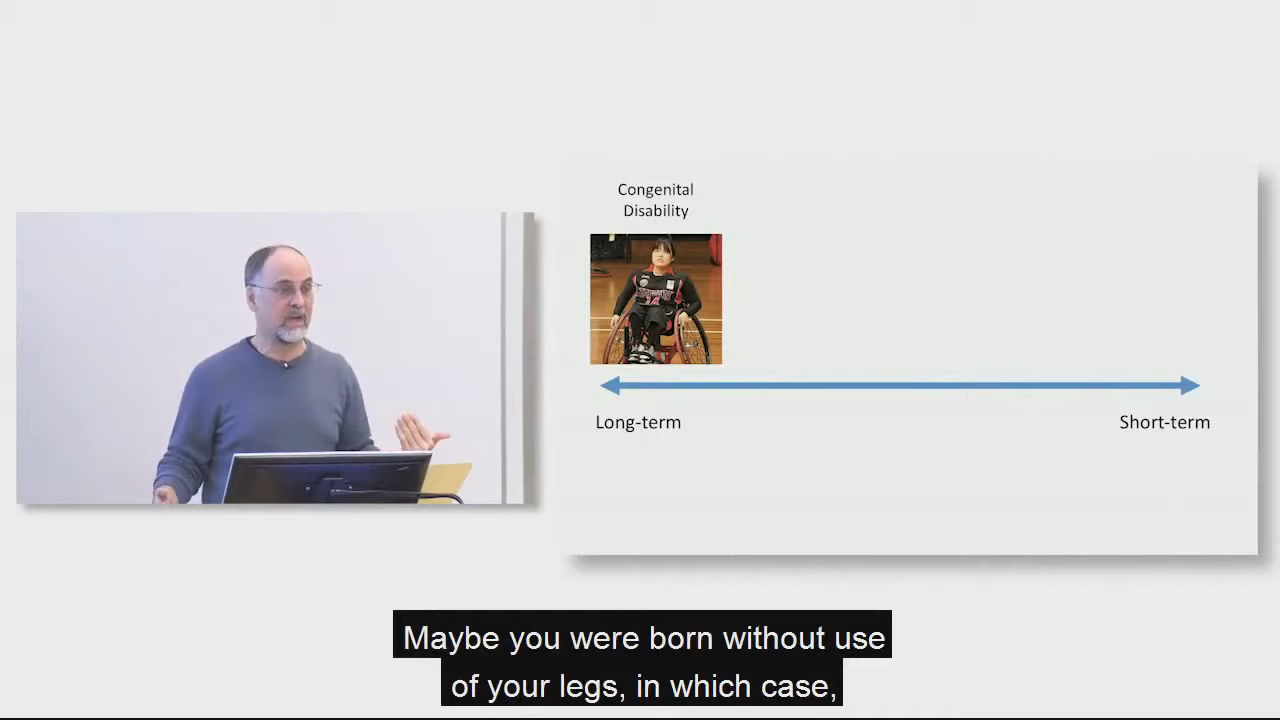 Congenital
Disability
Long-term
Short-term
Maybe you were born without use
of your legs, in which case,